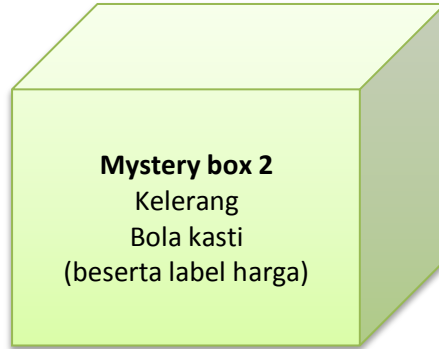 Mystery box 2
Kelerang
Bola kasti
(beserta label harga)